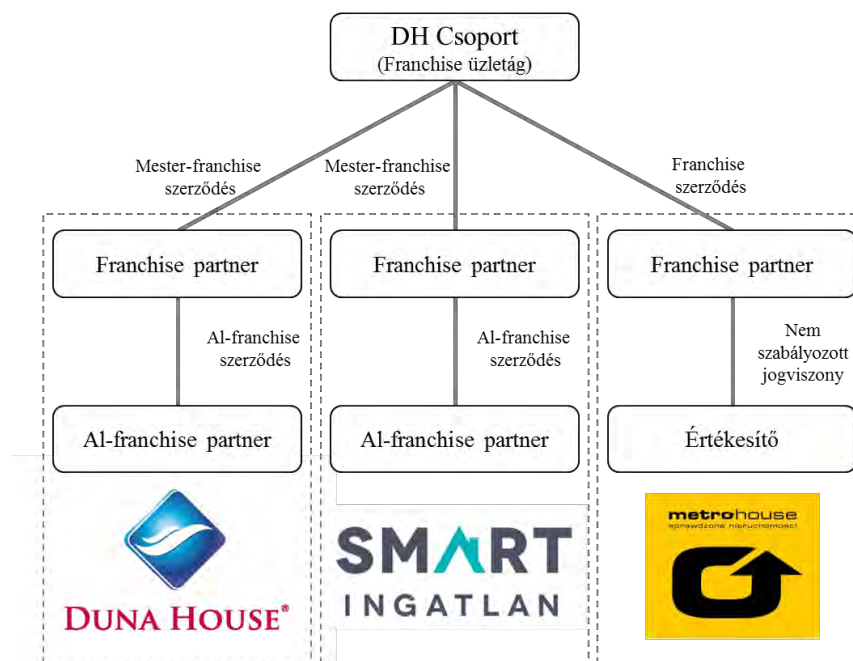 DH Csoport
(Franchise üzletág)
Mester-franchise
szerződés
Mester-franchise
szerződés
Franchise
szerződés
Franchise partner
Franchise partner
Franchise partner
Al-franchise
szerződés
Al-franchise
szerződés
Nem
szabályozott
jogviszony
Al-franchise partner
Al-franchise partner
Értékesítő
DUNA HOUSE®
SMART
INGATLAN
metrohouse
sprawdzone nieruchomości